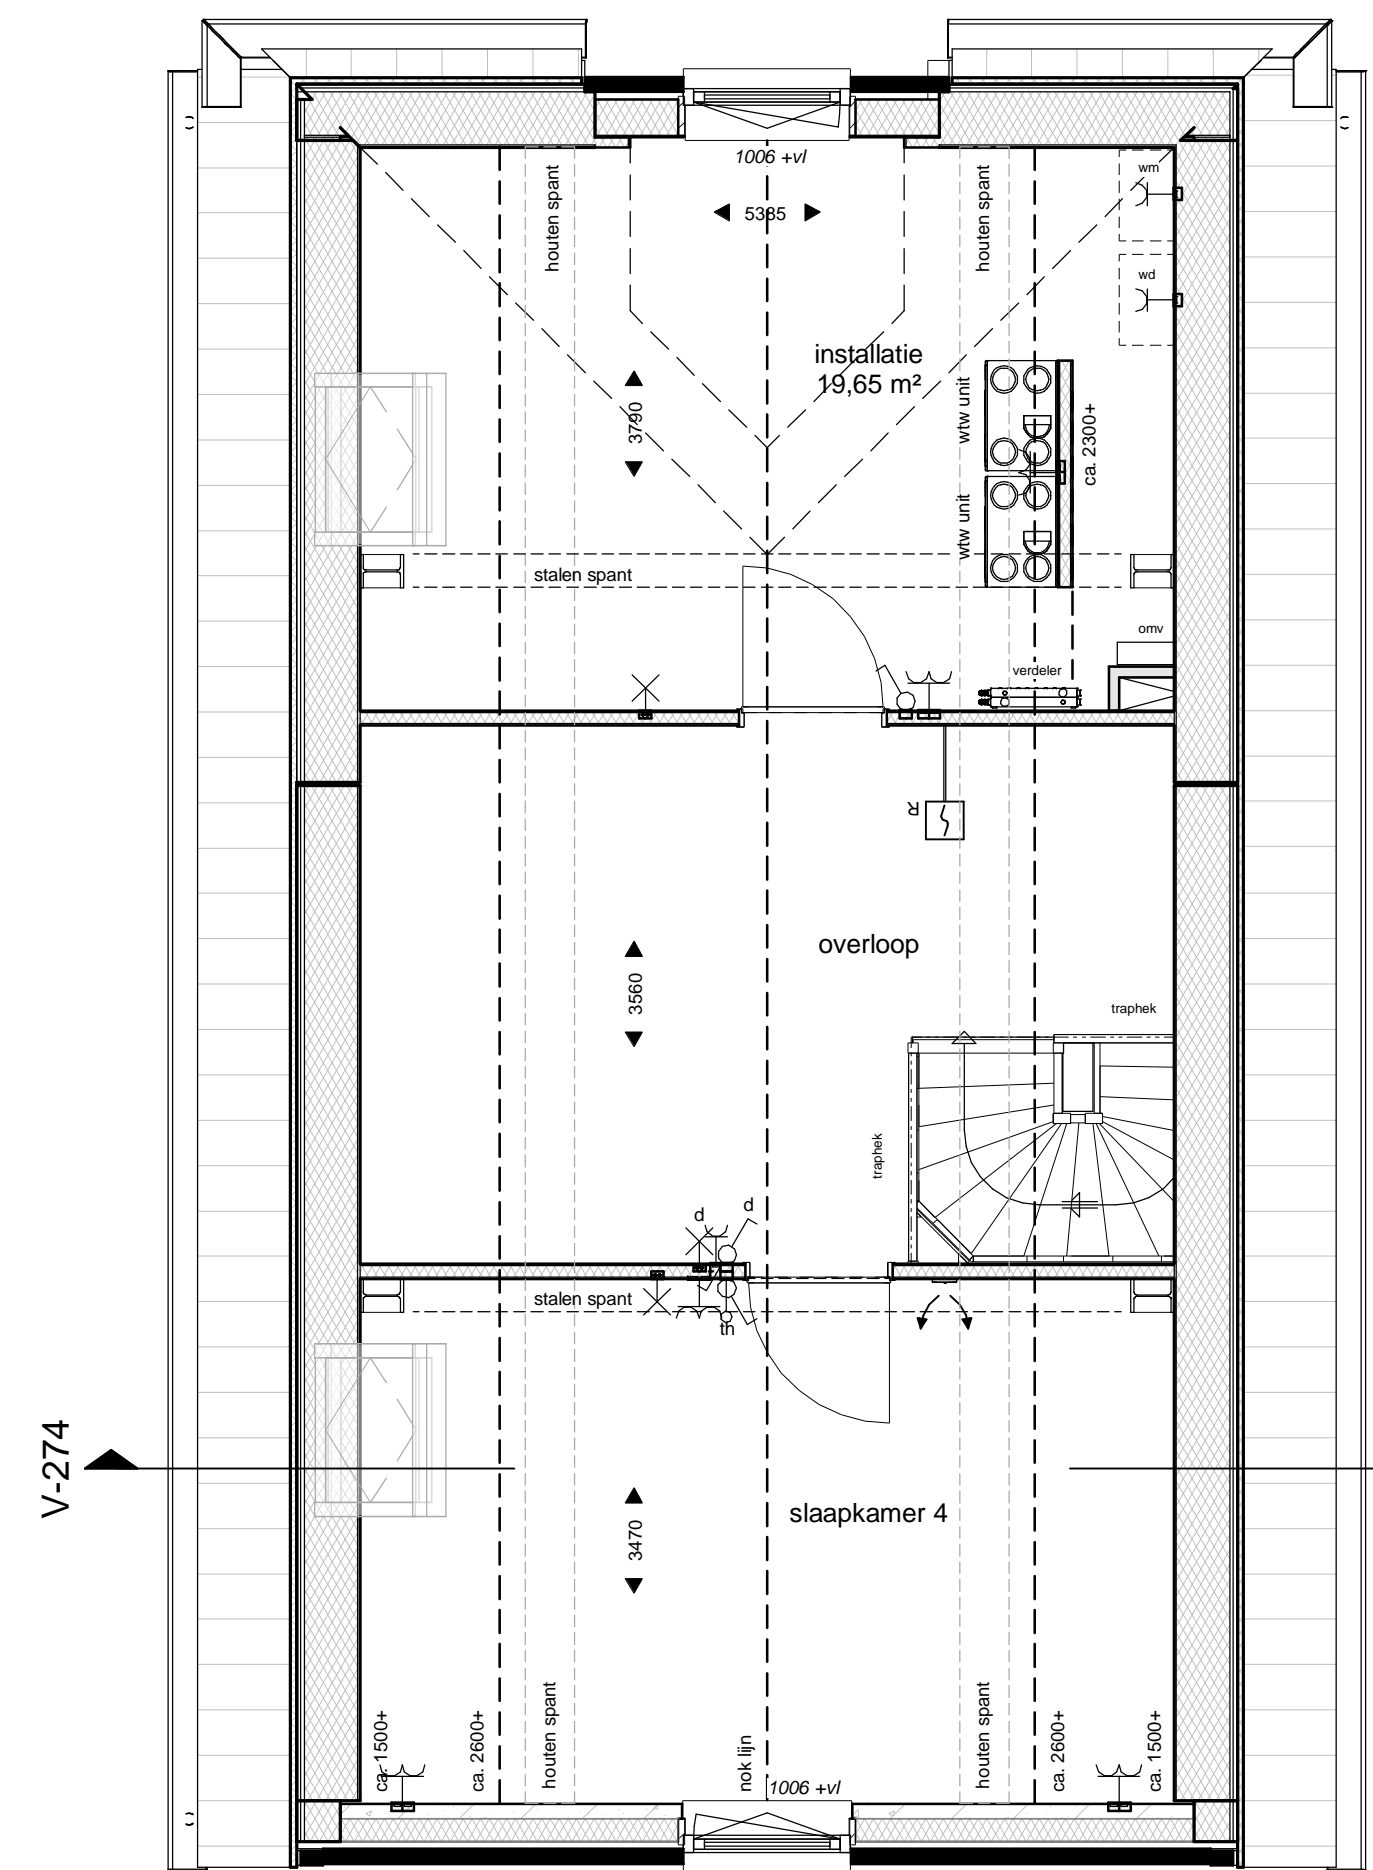 1006 +vl
houten spant
5385
houten spant
wm
wd
installatie
19,65 m²
3790
wtw unit
ca. 2300+
wtw unit
stalen spant
omv
verdeler
R
overloop
3560
traphek
traphek
d
d
stalen spant
th
V-274
slaapkamer 4
3470
ca. 1500+
ca. 2600+
houten spant
nok lijn
1006 +vl
houten spant
ca. 2600+
ca. 1500+